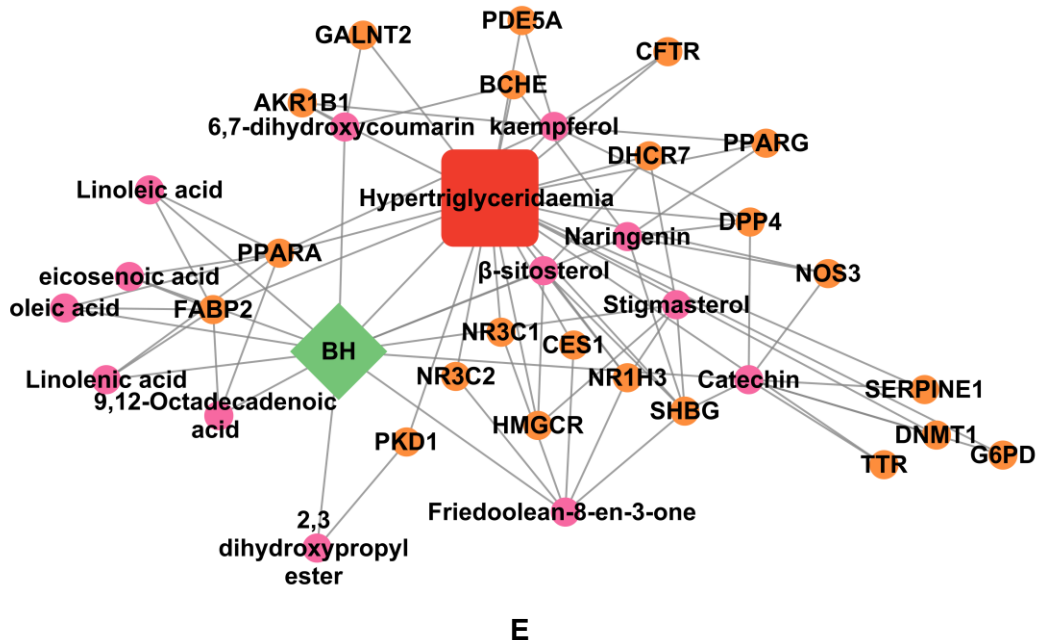 PDE5A
GALNT2
CFTR
BCHE
AKR1B1
6,7-dihydroxycoumarin
kaempferol
PPARG
DHCR7
Linoleic acid
Hypertriglyceridaemia
DPP4
Naringenin
PPARA
eicosenoic acid
β-sitosterol
NOS3
oleic acid
FABP2
Stigmasterol
NR3C1
CES1
BH
Linolenic acid
NR3C2
NR1H3
Catechin
SERPINE1
9,12-Octadecadenoic
acid
SHBG
HMGCR
PKD1
DNMT1
G6PD
TTR
Friedoolean-8-en-3-one
2,3
dihydroxypropyl
ester
E